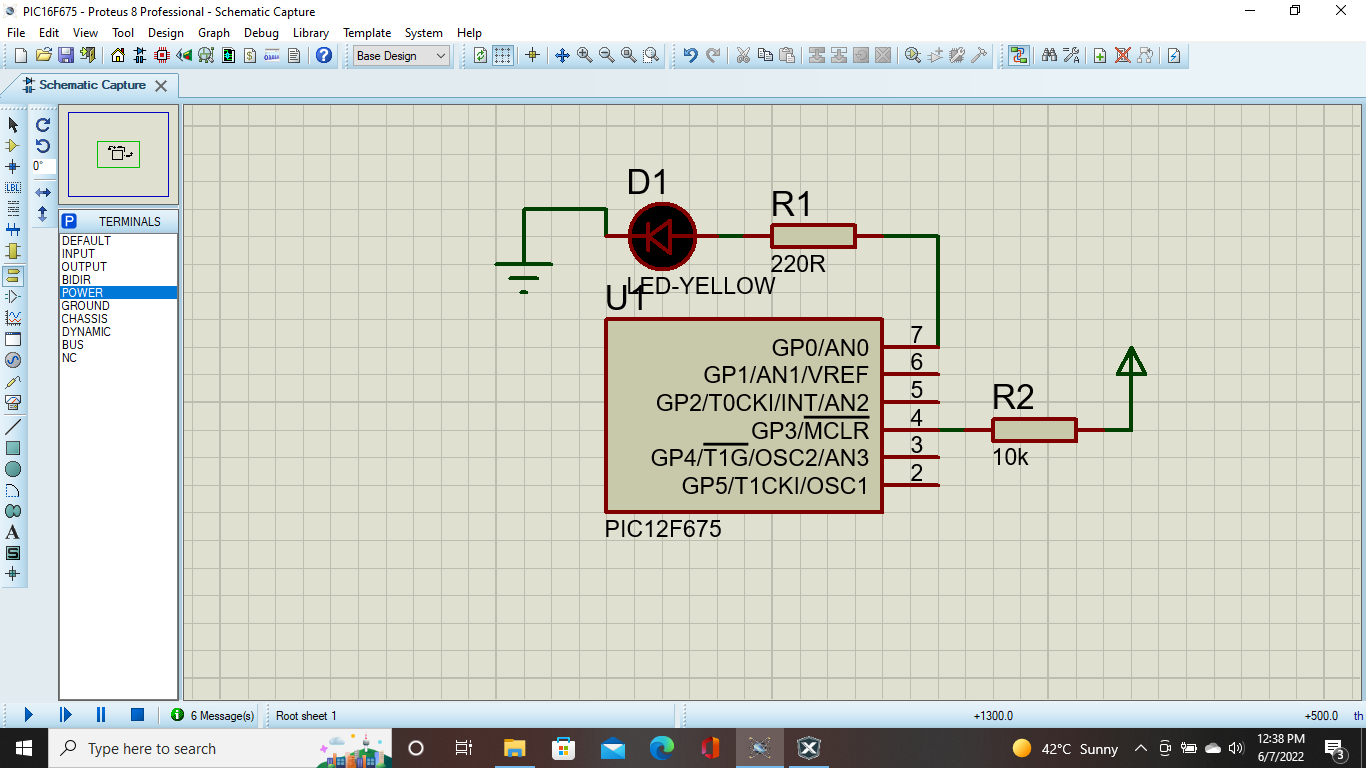 PIC16F675 - Proteus 8 Professional - Schematic Capture
File Edit View Tool Design Graph Debug Library Template System Help
Base Design
Schematic Capture
0°
LBL
P TERMINALS
DEFAULT
INPUT
OUTPUT
BIDIR
POWER
GROUND
CHASSIS
DYNAMIC
BUS
NC
A
S
D1
R1
220R
LED-YELLOW
U1
GP0/AN0 7
GP1/AN1/VREF 6
GP2/T0CKI/INT/AN2 5
GP3/MCLR 4
GP4/T1G/OSC2/AN3 3
GP5/T1CKI/OSC1 2
PIC12F675
R2
10k
6 Message(s) Root sheet 1 +1300.0 +500.0 th
Type here to search 42°C Sunny 12:38 PM
6/7/2022 3